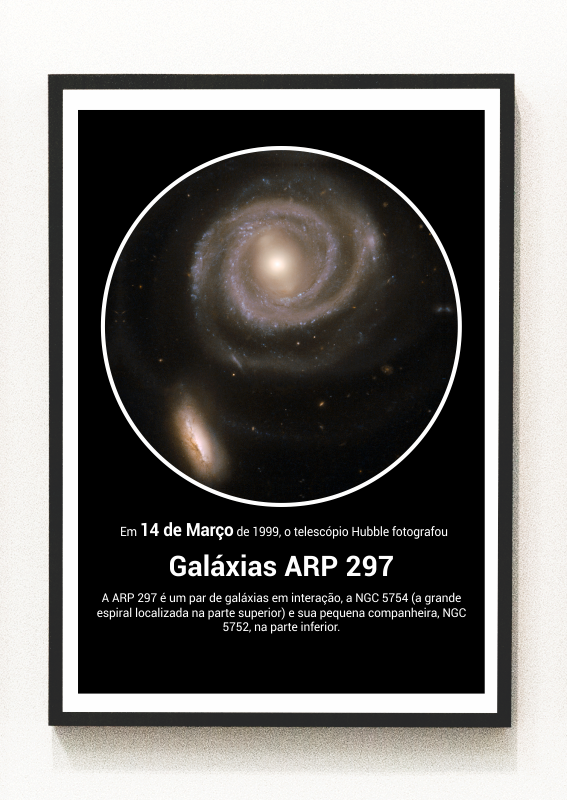 Em 14 de Março de 1999, o telescópio Hubble fotografou
Galáxias ARP 297
A ARP 297 é um par de galáxias em interação, a NGC 5754 (a grande
espiral localizada na parte superior) e sua pequena companheira, NGC
5752, na parte inferior.